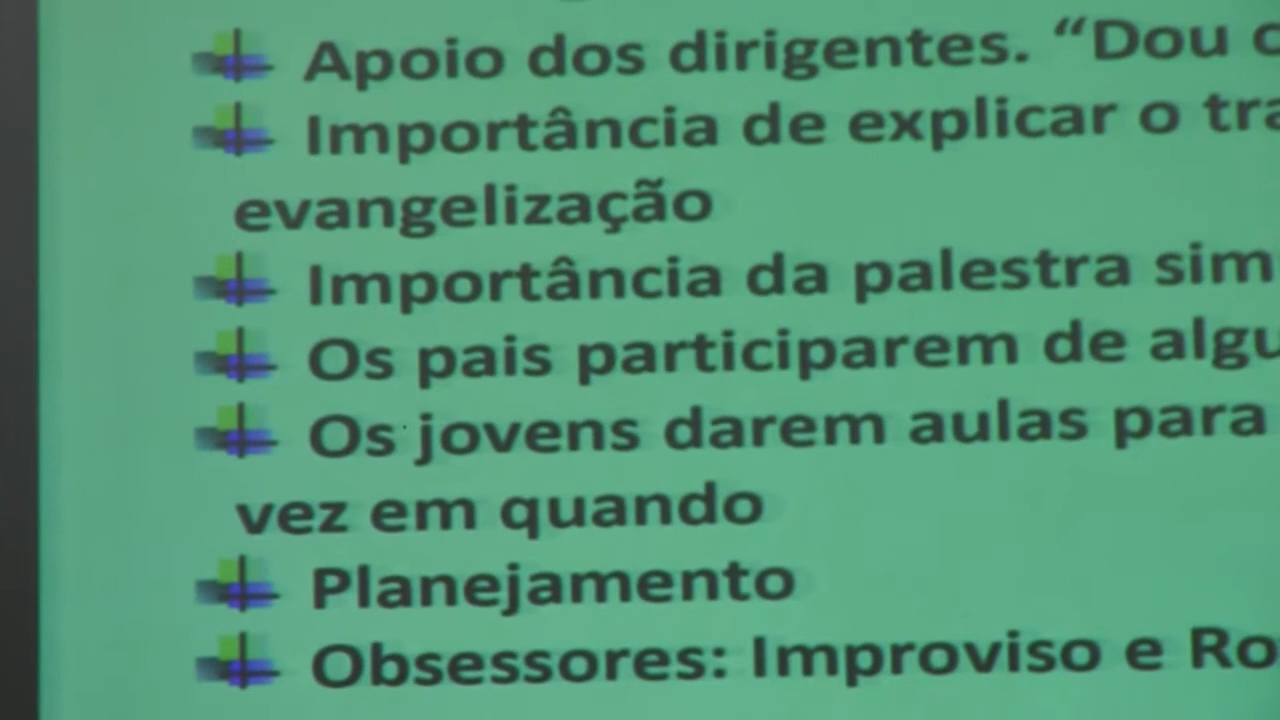 Apoio dos dirigentes. “Dou
Importância de explicar o
evangelização
Importância da palestra
Os pais participarem de
Os jovens darem aulas para
vez em quando
Planejamento
Obsessores: Improviso e